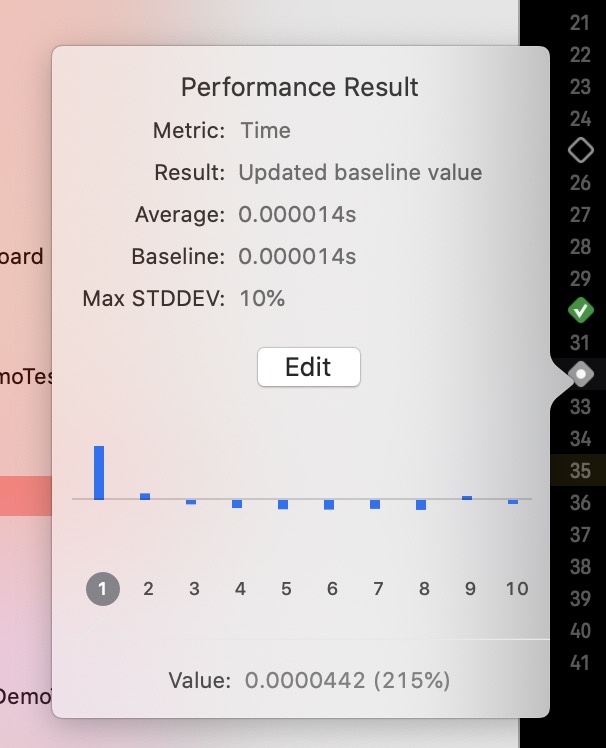 Performance Result
Metric: Time
Result: Updated baseline value
Average: 0.000014s
Baseline: 0.000014s
Max STDDEV: 10%
Edit
1 2 3 4 5 6 7 8 9 10
Value: 0.0000442 (215%)
oard
moTes
Demo
21
22
23
24
26
27
28
29
31
33
34
35
36
37
38
39
40
41